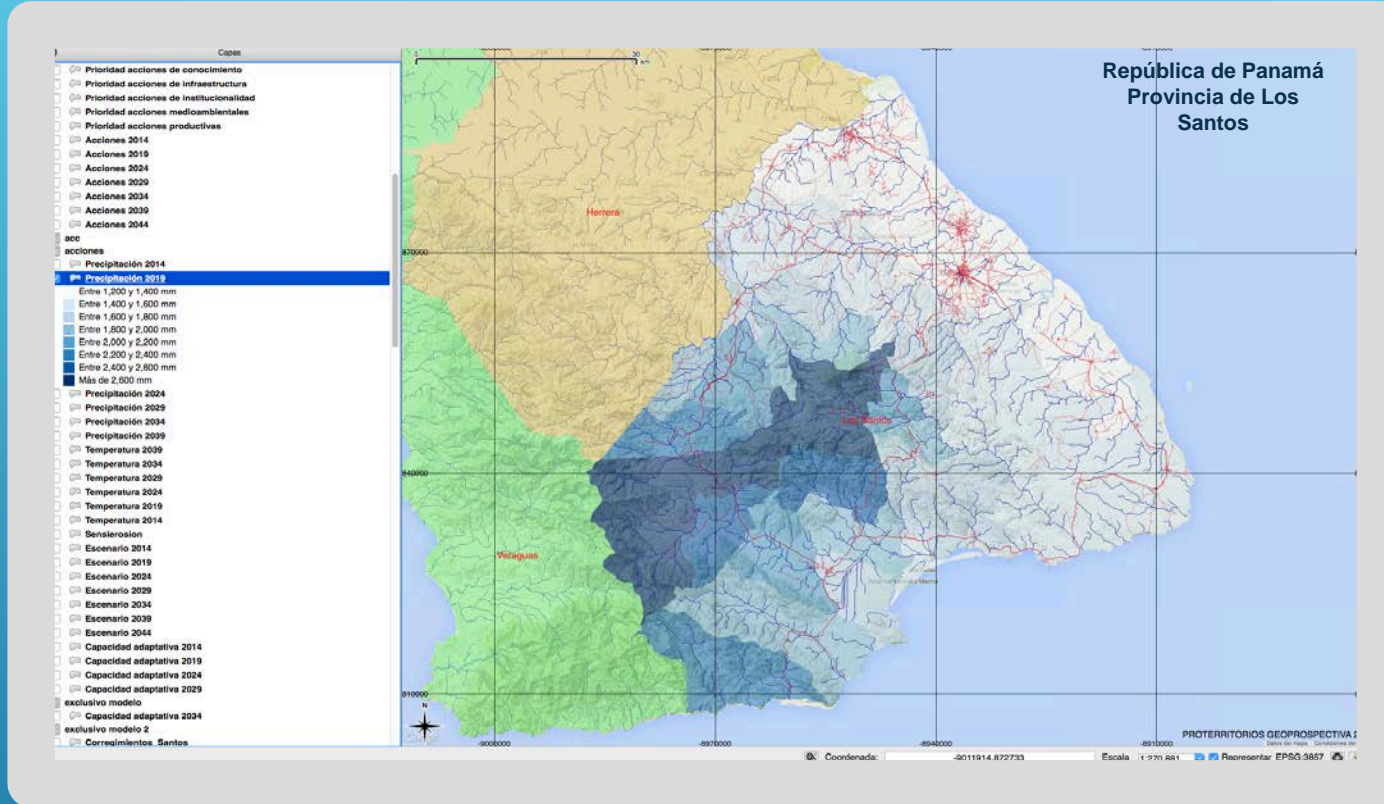 Capas
Prioridad acciones de conocimiento
Prioridad acciones de infraestructura
Prioridad acciones de institucionalidad
Prioridad acciones medioambientales
Prioridad acciones productivas
Acciones 2014
Acciones 2019
Acciones 2024
Acciones 2029
Acciones 2034
Acciones 2039
Acciones 2044
acc
acciones
Precipitación 2014
Precipitación 2019
Entre 1,200 y 1,400 mm
Entre 1,400 y 1,600 mm
Entre 1,600 y 1,800 mm
Entre 1,800 y 2,000 mm
Entre 2,000 y 2,200 mm
Entre 2,200 y 2,400 mm
Entre 2,400 y 2,600 mm
Más de 2,600 mm
Precipitación 2024
Precipitación 2029
Precipitación 2034
Precipitación 2039
Temperatura 2039
Temperatura 2034
Temperatura 2029
Temperatura 2024
Temperatura 2019
Temperatura 2014
Sensierosion
Escenario 2014
Escenario 2019
Escenario 2024
Escenario 2029
Escenario 2034
Escenario 2039
Escenario 2044
Capacidad adaptativa 2014
Capacidad adaptativa 2019
Capacidad adaptativa 2024
Capacidad adaptativa 2029
exclusivo modelo
Capacidad adaptativa 2034
exclusivo modelo 2
Corregimientos_Santos
0
30
km
República de Panamá
Provincia de Los
Santos
Herrera
870000
Los Santos
840000
Veraguas
810000
N
-9000000
-8970000
-8940000
-8910000
PROTERRITORIOS GEOPROSPECTIVA 2
Coordenada:
-9011914,872733
Escala
1:270.881
Representar
EPSG:3857